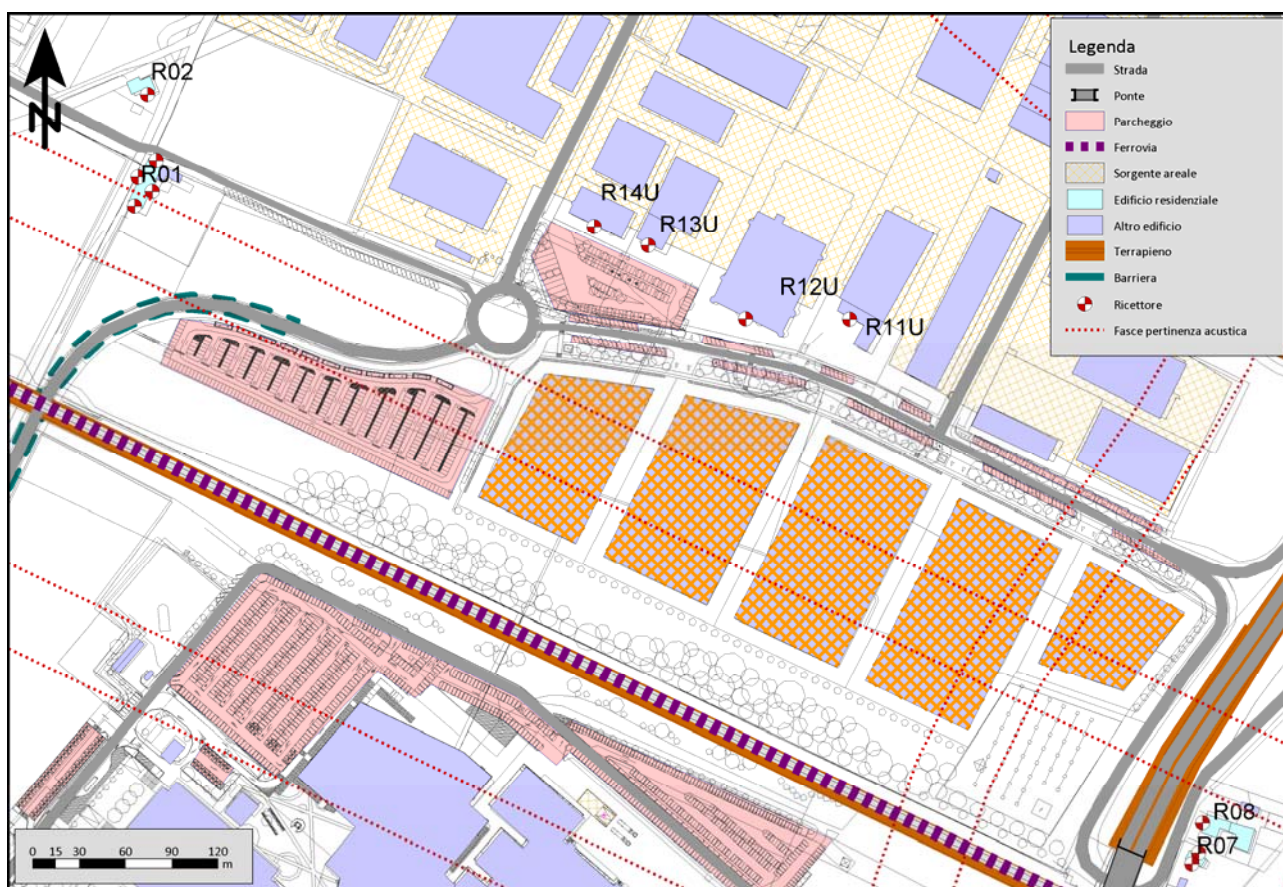 N
R02
R01
R14U
R13U
R12U
R11U
R08
R07
Legenda
Strada
Ponte
Parcheggio
Ferrovia
Sorgente areale
Edificio residenziale
Altro edificio
Terrapieno
Barriera
Ricettore
Fasce pertinenza acustica
0 15 30 60 90 120
m